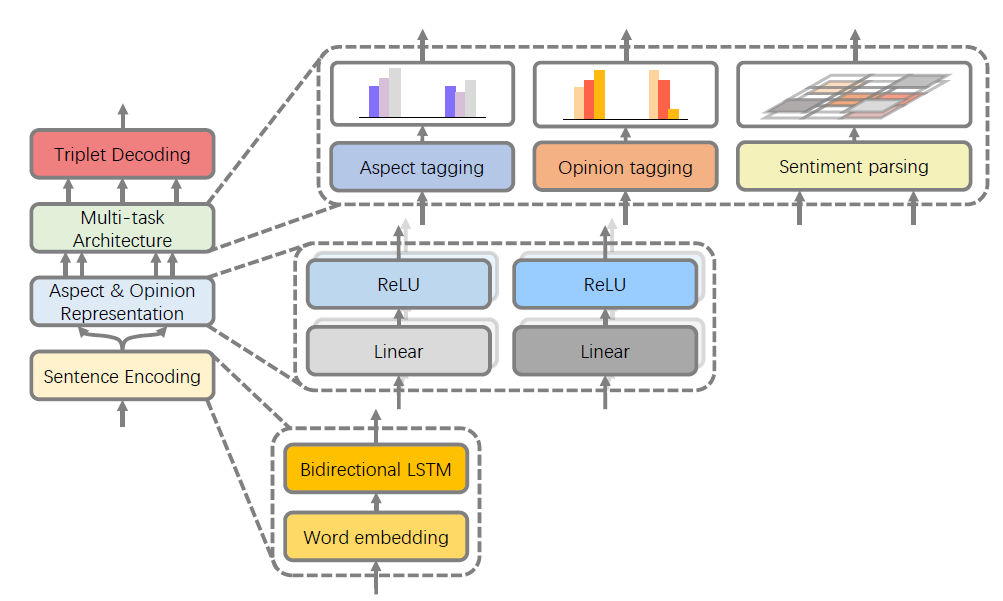 Triplet Decoding
Multi-task
Architecture
Aspect & Opinion
Representation
Sentence Encoding
Aspect tagging
Opinion tagging
Sentiment parsing
ReLU
ReLU
Linear
Linear
Bidirectional LSTM
Word embedding